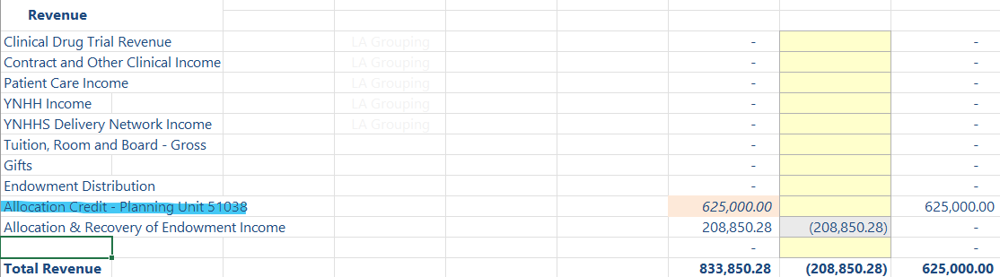 Revenue
Clinical Drug Trial Revenue LA Grouping - -
Contract and Other Clinical Income LA Grouping - -
Patient Care Income LA Grouping - -
YNHH Income LA Grouping - -
YNHHS Delivery Network Income LA Grouping - -
Tuition, Room and Board - Gross - -
Gifts - -
Endowment Distribution - -
Allocation Credit - Planning Unit 51038 625,000.00 625,000.00
Allocation & Recovery of Endowment Income 208,850.28 (208,850.28) -
- -
Total Revenue 833,850.28 (208,850.28) 625,000.00